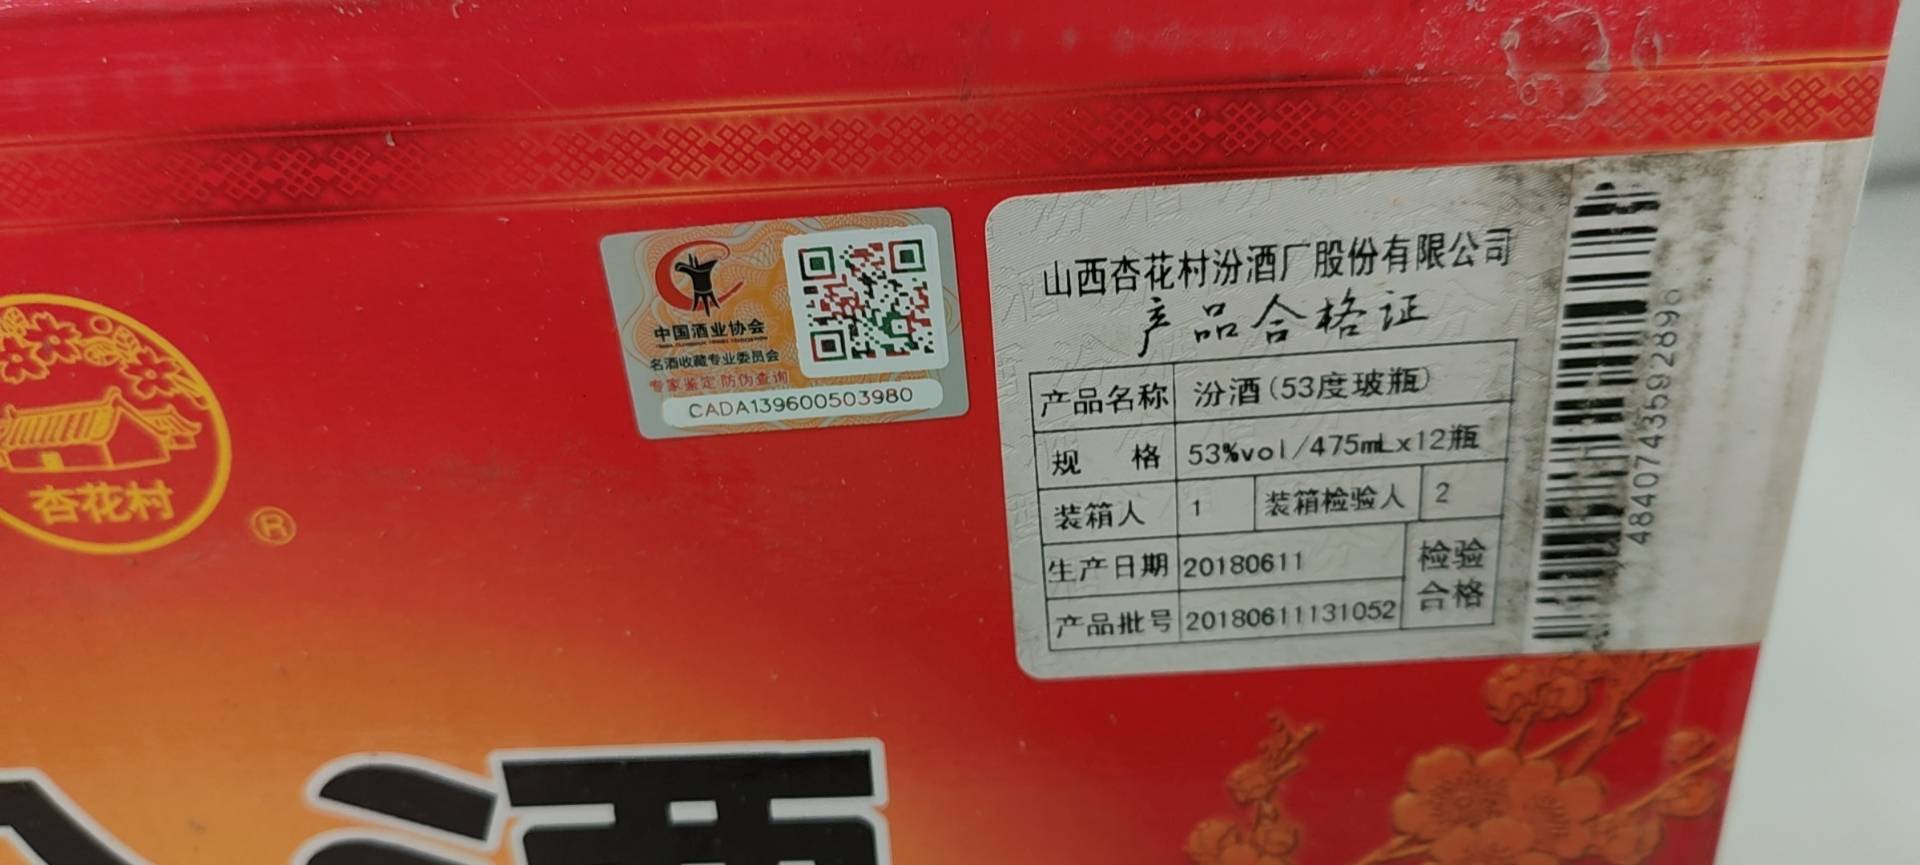 杏花村
®
中国酒业协会
名酒收藏专业委员会
专家鉴定 防伪查询
CADA139600503980
山西杏花村汾酒厂股份有限公司
产品合格证
产品名称 汾酒(53度玻瓶)
规 格 53%vol/475mLx12瓶
装箱人 1 装箱检验人 2
生产日期 20180611 检验
产品批号 20180611131052 合格
酒